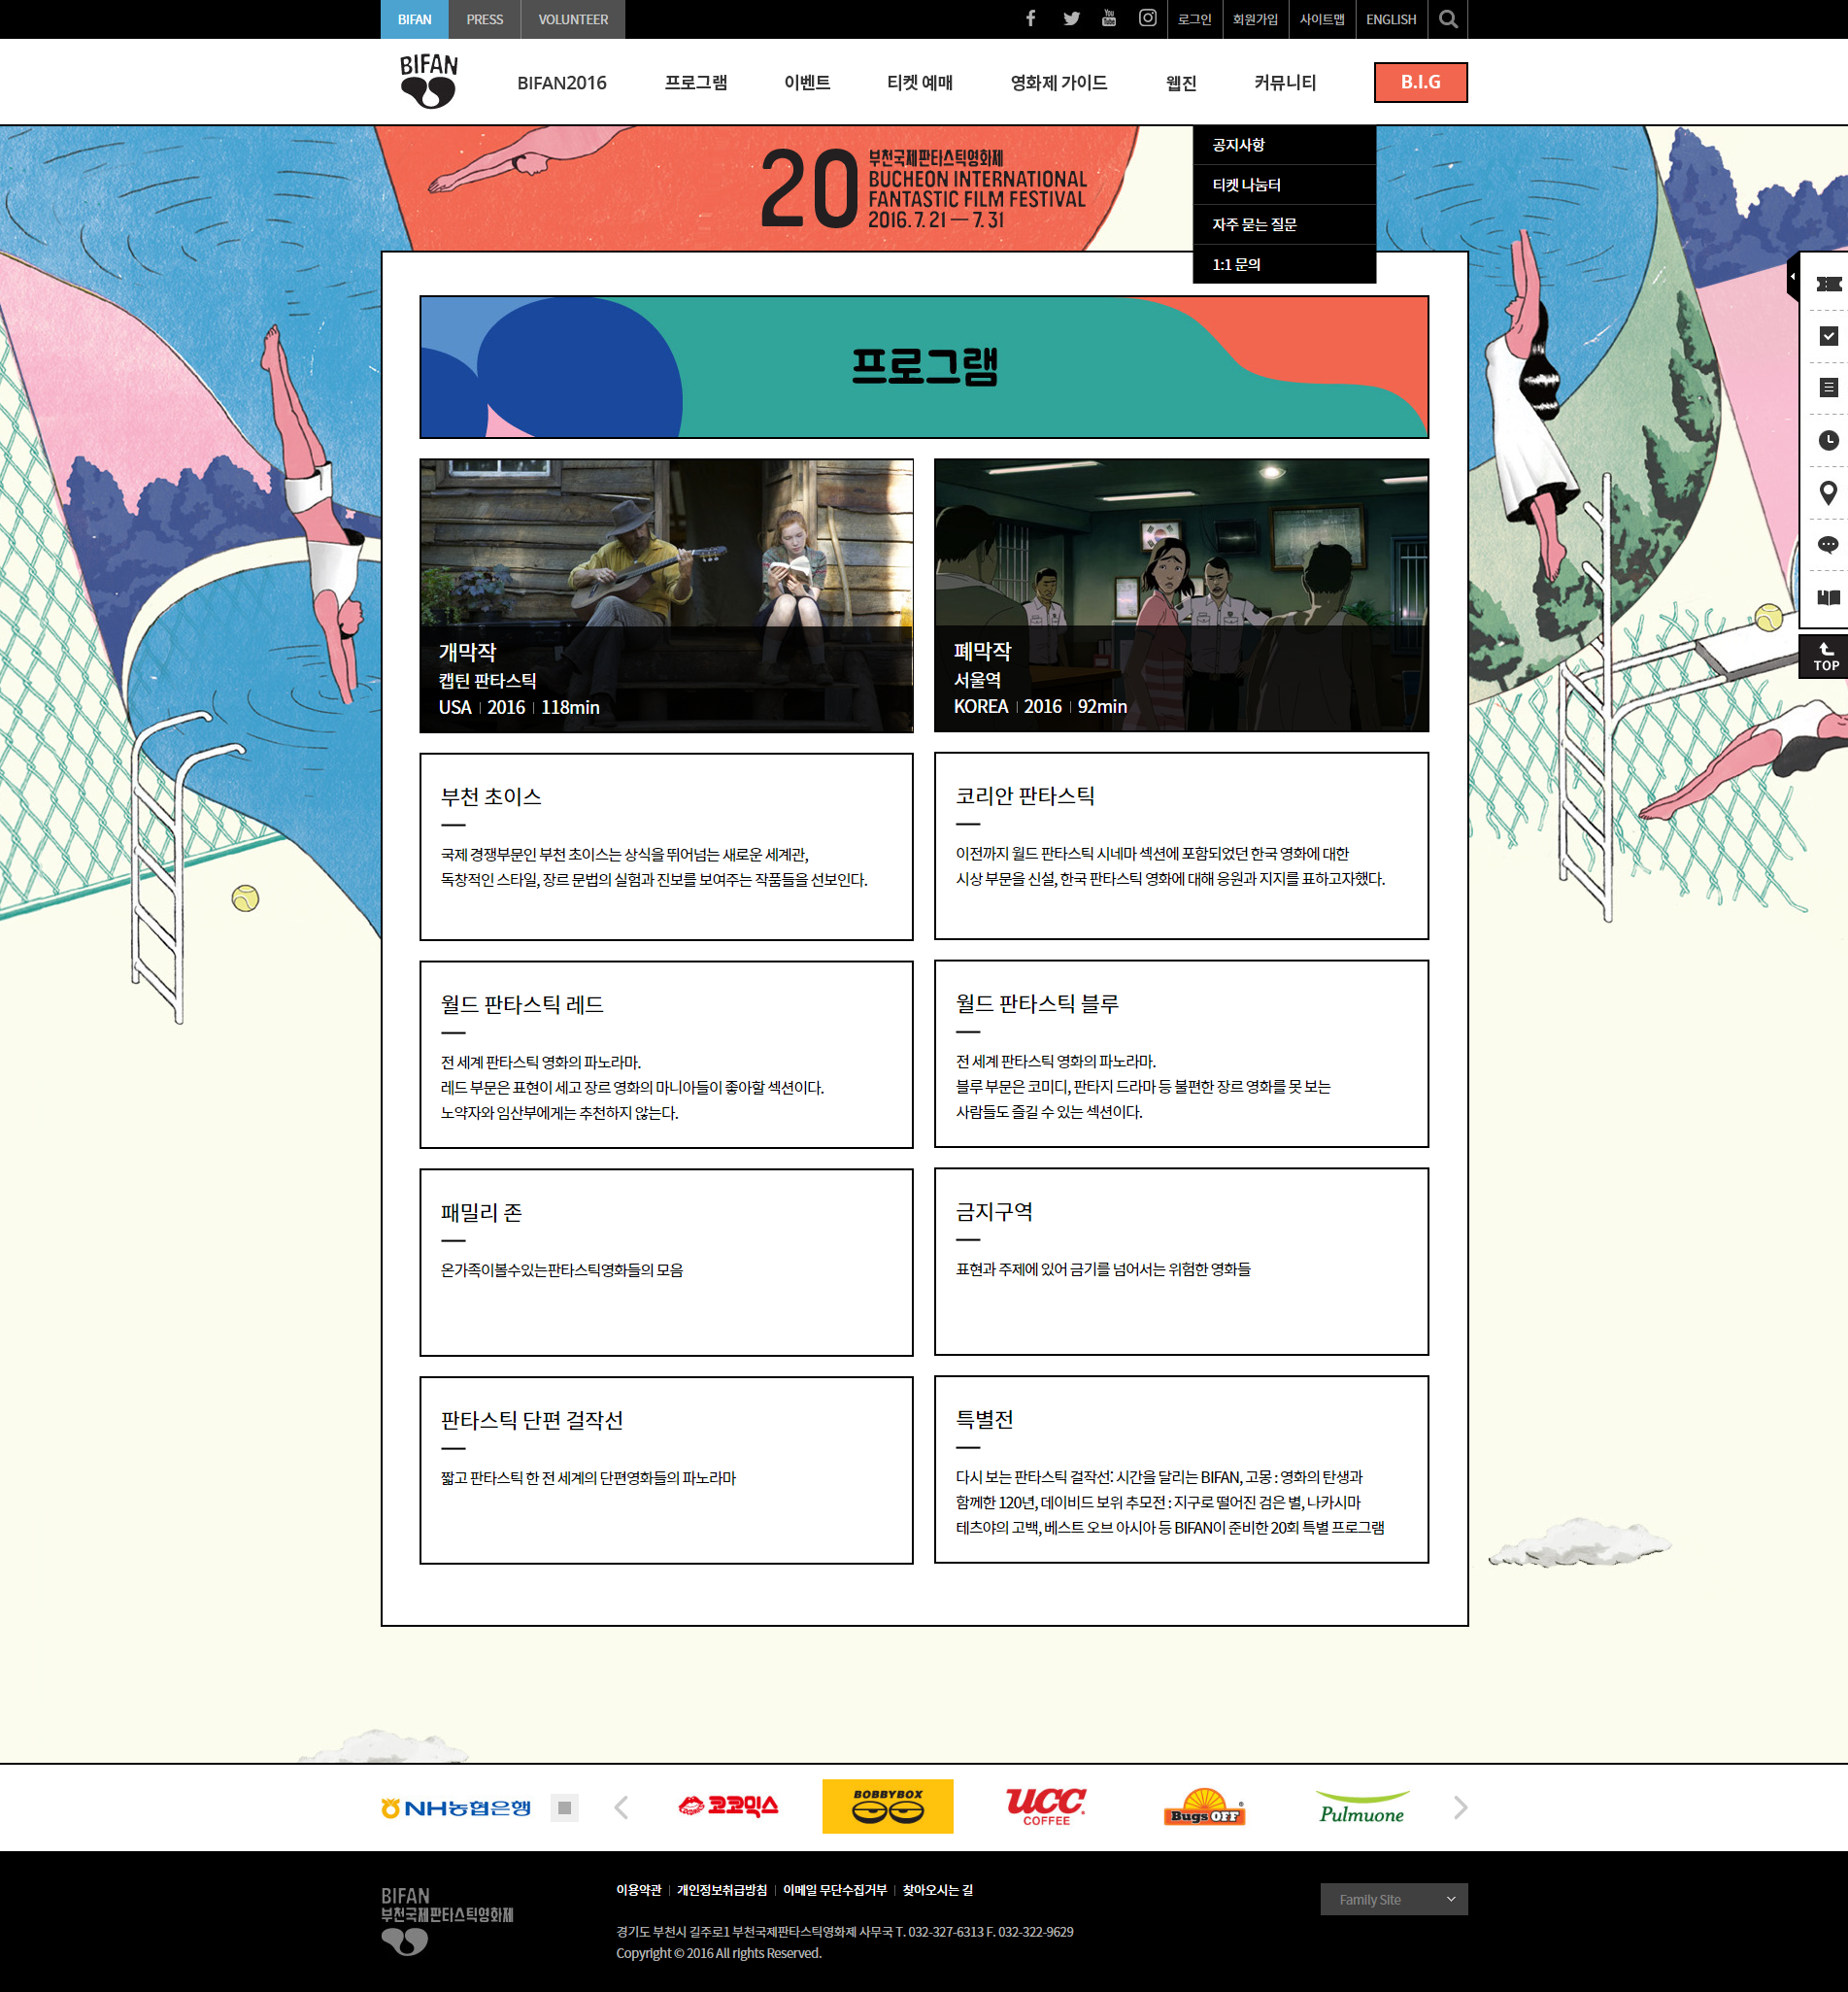 BIFAN
PRESS
VOLUNTEER
You
Tube
로그인
회원가입
사이트맵
ENGLISH
BIFAN
BIFAN2016
프로그램
이벤트
티켓 예매
영화제 가이드
웹진
커뮤니티
B.I.G
공지사항
티켓 나눔터
자주 묻는 질문
1:1 문의
20
부천국제판타스틱영화제
BUCHEON INTERNATIONAL
FANTASTIC FILM FESTIVAL
2016. 7. 21 — 7. 31
TOP
프로그램
개막작
캡틴 판타스틱
USA | 2016 | 118min
폐막작
서울역
KOREA | 2016 | 92min
부천 초이스
국제 경쟁부문인 부천 초이스는 상식을 뛰어넘는 새로운 세계관,
독창적인 스타일, 장르 문법의 실험과 진보를 보여주는 작품들을 선보인다.
코리안 판타스틱
이전까지 월드 판타스틱 시네마 섹션에 포함되었던 한국 영화에 대한
시상 부문을 신설, 한국 판타스틱 영화에 대해 응원과 지지를 표하고자했다.
월드 판타스틱 레드
전 세계 판타스틱 영화의 파노라마.
레드 부문은 표현이 세고 장르 영화의 마니아들이 좋아할 섹션이다.
노약자와 임산부에게는 추천하지 않는다.
월드 판타스틱 블루
전 세계 판타스틱 영화의 파노라마.
블루 부문은 코미디, 판타지 드라마 등 불편한 장르 영화를 못 보는
사람들도 즐길 수 있는 섹션이다.
패밀리 존
온가족이볼수있는판타스틱영화들의 모음
금지구역
표현과 주제에 있어 금기를 넘어서는 위험한 영화들
판타스틱 단편 걸작선
짧고 판타스틱 한 전 세계의 단편영화들의 파노라마
특별전
다시 보는 판타스틱 걸작선: 시간을 달리는 BIFAN, 고몽 : 영화의 탄생과
함께한 120년, 데이비드 보위 추모전 : 지구로 떨어진 검은 별, 나카시마
테츠야의 고백, 베스트 오브 아시아 등 BIFAN이 준비한 20회 특별 프로그램
NH농협은행
코코믹스
BOBBYBOX
UCC
COFFEE
Bugs OFF
Pulmuone
BIFAN
부천국제판타스틱영화제
이용약관 | 개인정보취급방침 | 이메일 무단수집거부 | 찾아오시는 길
경기도 부천시 길주로1 부천국제판타스틱영화제 사무국 T. 032-327-6313 F. 032-322-9629
Copyright © 2016 All rights Reserved.
Family Site